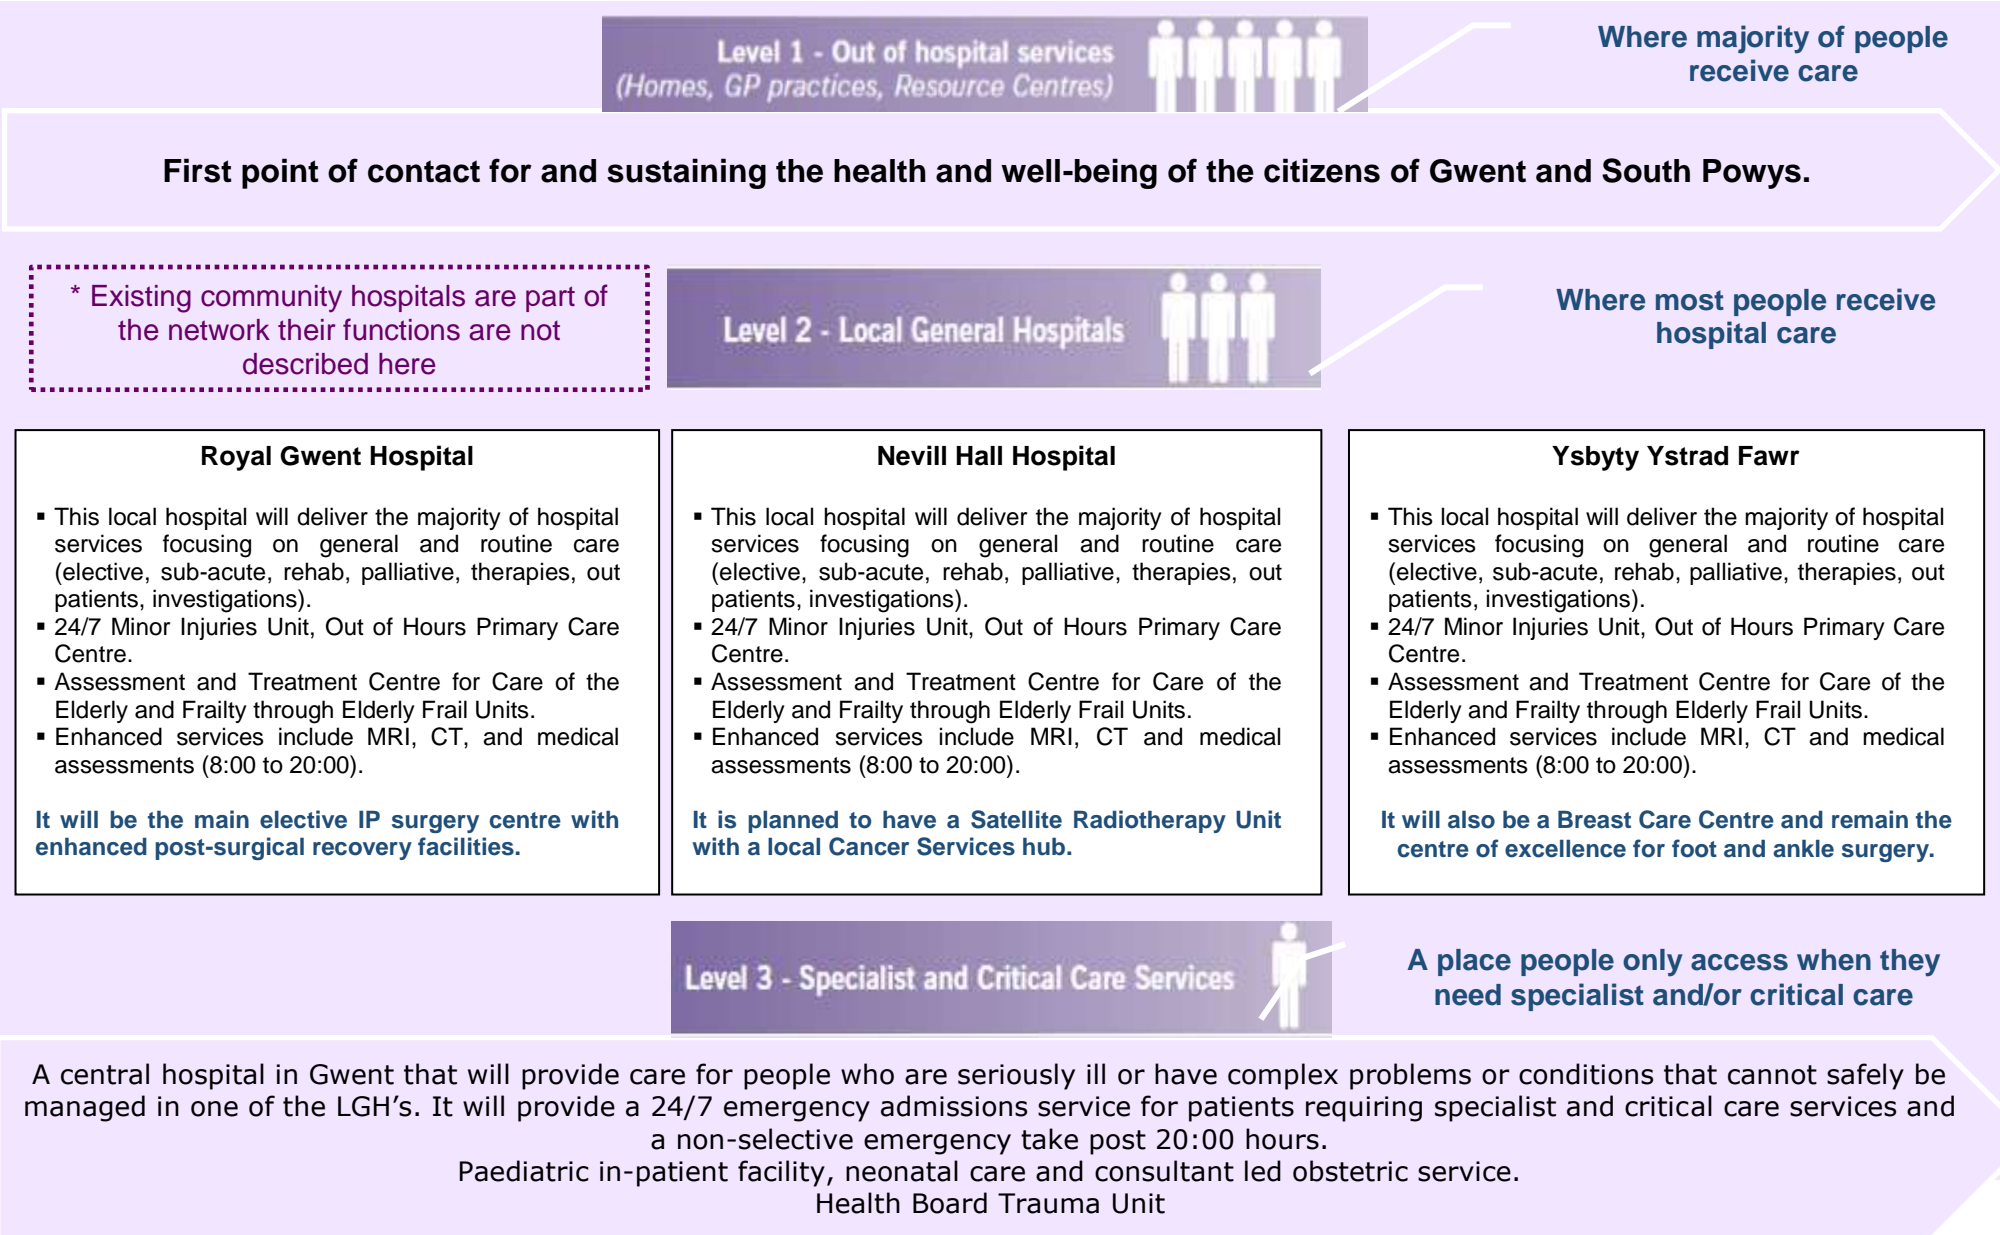 Level 1 - Out of hospital services
(Homes, GP practices, Resource Centres)
Where majority of people
receive care
First point of contact for and sustaining the health and well-being of the citizens of Gwent and South Powys.
* Existing community hospitals are part of
the network their functions are not
described here
Level 2 - Local General Hospitals
Where most people receive
hospital care
Royal Gwent Hospital
▪ This local hospital will deliver the majority of hospital
services focusing on general and routine care
(elective, sub-acute, rehab, palliative, therapies, out
patients, investigations).
▪ 24/7 Minor Injuries Unit, Out of Hours Primary Care
Centre.
▪ Assessment and Treatment Centre for Care of the
Elderly and Frailty through Elderly Frail Units.
▪ Enhanced services include MRI, CT, and medical
assessments (8:00 to 20:00).
It will be the main elective IP surgery centre with
enhanced post-surgical recovery facilities.
Nevill Hall Hospital
▪ This local hospital will deliver the majority of hospital
services focusing on general and routine care
(elective, sub-acute, rehab, palliative, therapies, out
patients, investigations).
▪ 24/7 Minor Injuries Unit, Out of Hours Primary Care
Centre.
▪ Assessment and Treatment Centre for Care of the
Elderly and Frailty through Elderly Frail Units.
▪ Enhanced services include MRI, CT and medical
assessments (8:00 to 20:00).
It is planned to have a Satellite Radiotherapy Unit
with a local Cancer Services hub.
Ysbyty Ystrad Fawr
▪ This local hospital will deliver the majority of hospital
services focusing on general and routine care
(elective, sub-acute, rehab, palliative, therapies, out
patients, investigations).
▪ 24/7 Minor Injuries Unit, Out of Hours Primary Care
Centre.
▪ Assessment and Treatment Centre for Care of the
Elderly and Frailty through Elderly Frail Units.
▪ Enhanced services include MRI, CT and medical
assessments (8:00 to 20:00).
It will also be a Breast Care Centre and remain the
centre of excellence for foot and ankle surgery.
Level 3 - Specialist and Critical Care Services
A place people only access when they
need specialist and/or critical care
A central hospital in Gwent that will provide care for people who are seriously ill or have complex problems or conditions that cannot safely be
managed in one of the LGH's. It will provide a 24/7 emergency admissions service for patients requiring specialist and critical care services and
a non-selective emergency take post 20:00 hours.
Paediatric in-patient facility, neonatal care and consultant led obstetric service.
Health Board Trauma Unit